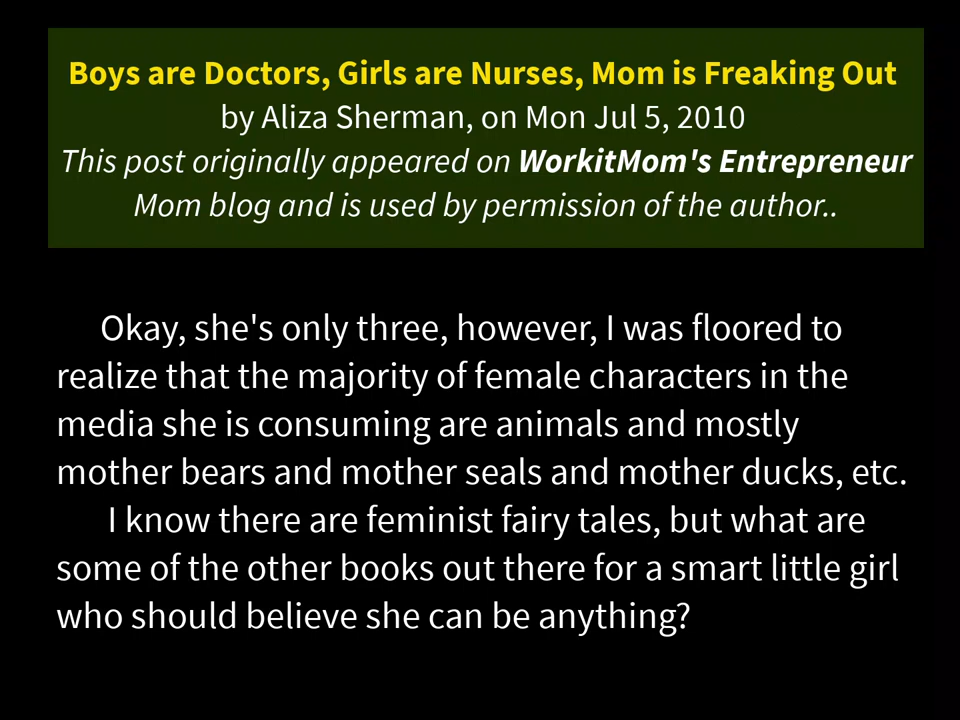 Boys are Doctors, Girls are Nurses, Mom is Freaking Out
by Aliza Sherman, on Mon Jul 5, 2010
This post originally appeared on WorkitMom's Entrepreneur
Mom blog and is used by permission of the author..
Okay, she's only three, however, I was floored to
realize that the majority of female characters in the
media she is consuming are animals and mostly
mother bears and mother seals and mother ducks, etc.
I know there are feminist fairy tales, but what are
some of the other books out there for a smart little girl
who should believe she can be anything?